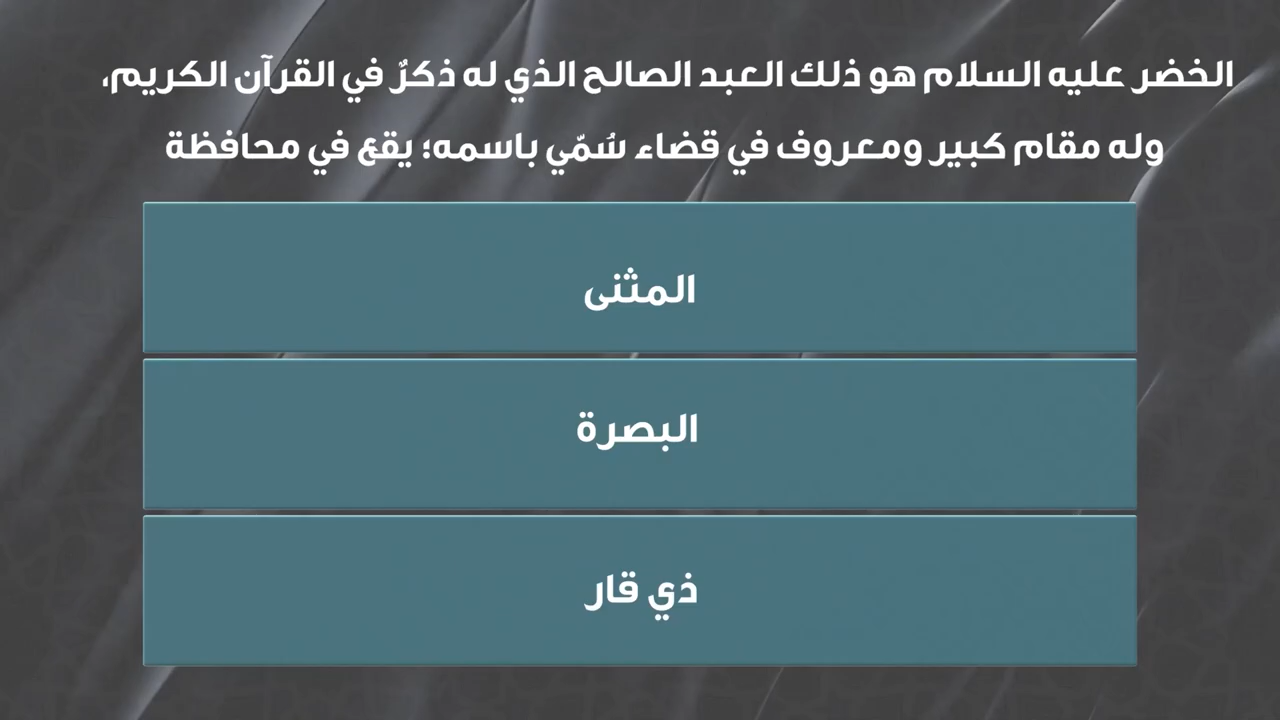 الخضر عليه السلام هو ذلك العبد الصالح الذي له ذكرٌ في القرآن الكريم،
وله مقام كبير ومعروف في قضاء سُمّي باسمه؛ يقع في محافظة
المثنى
البصرة
ذي قار